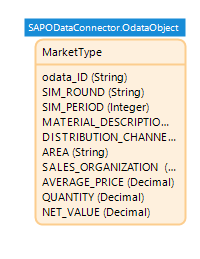 SAPODataConnector.OdataObject
MarketType
odata_ID (String)
SIM_ROUND (String)
SIM_PERIOD (Integer)
MATERIAL_DESCRIPTIO...
DISTRIBUTION_CHANNE...
AREA (String)
SALES_ORGANIZATION (...
AVERAGE_PRICE (Decimal)
QUANTITY (Decimal)
NET_VALUE (Decimal)